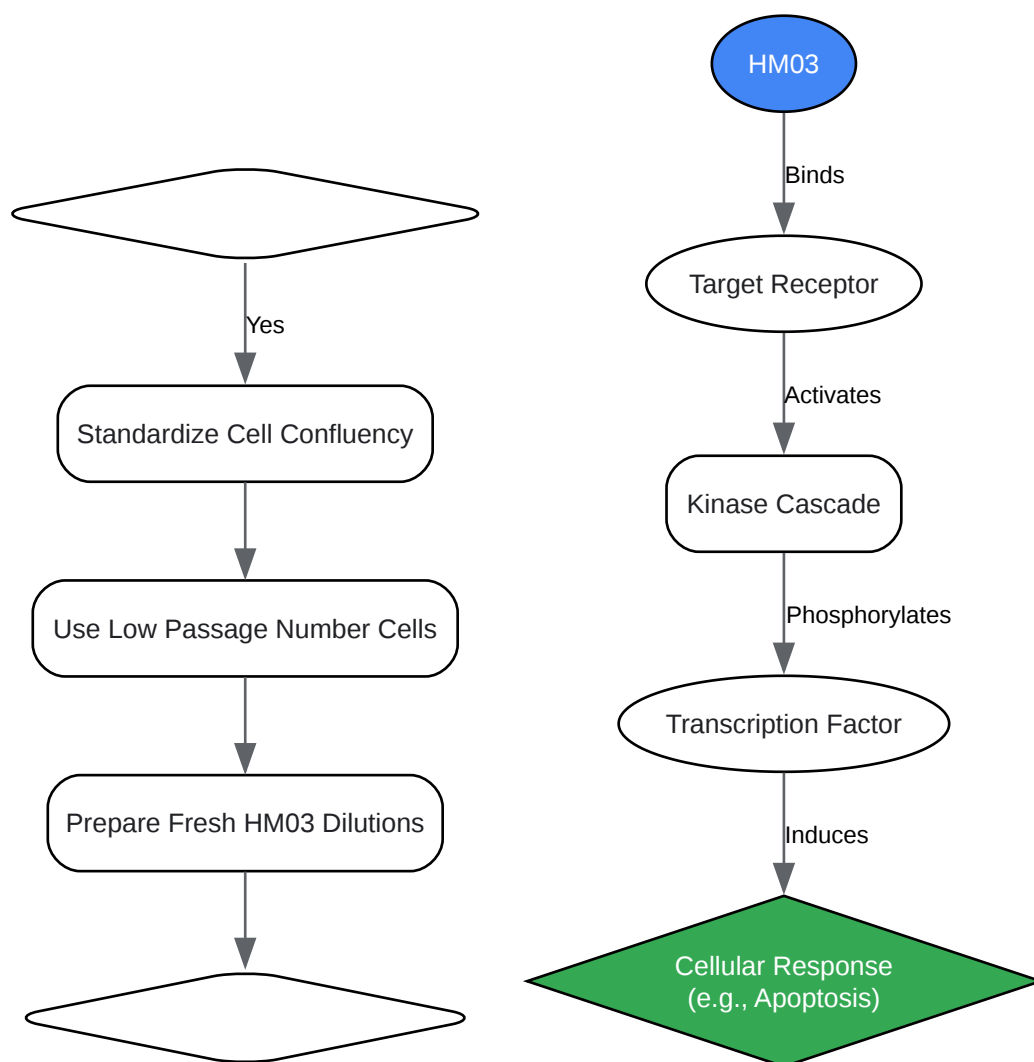 Yes
Standardize Cell Confluency
Use Low Passage Number Cells
Prepare Fresh HM03 Dilutions
HM03
Binds
Target Receptor
Activates
Kinase Cascade
Phosphorylates
Transcription Factor
Induces
Cellular Response
(e.g., Apoptosis)